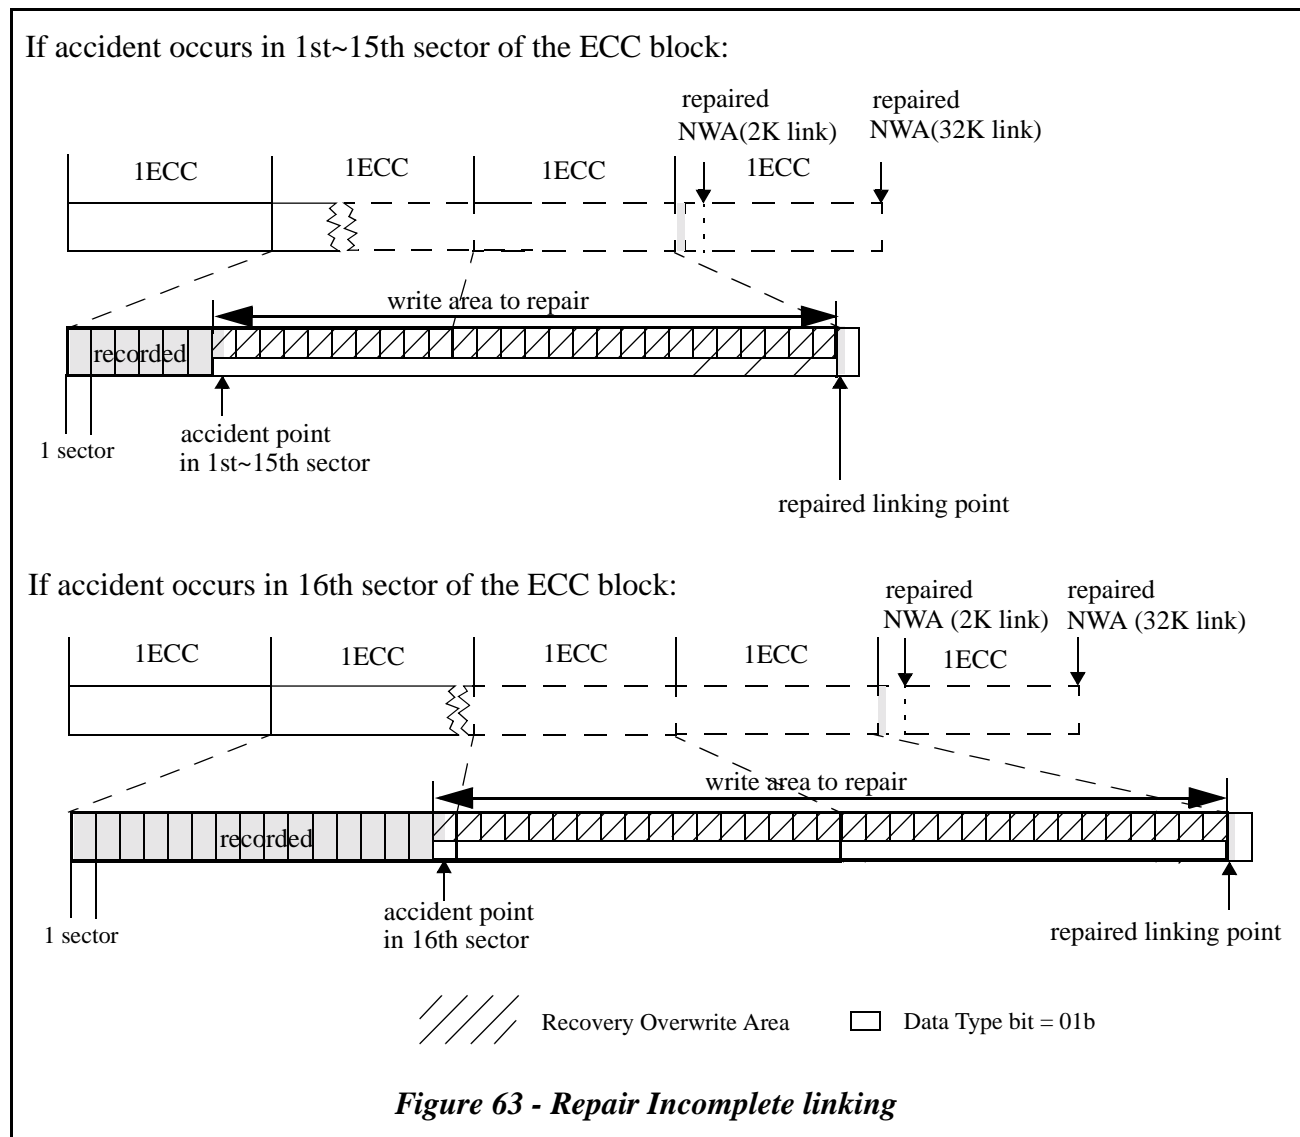 If accident occurs in 1st~15th sector of the ECC block:
repaired
NWA(2K link)
repaired
NWA(32K link)
1ECC
1ECC
1ECC
1ECC
write area to repair
recorded
1 sector
accident point
in 1st~15th sector
repaired linking point
If accident occurs in 16th sector of the ECC block:
repaired
NWA (2K link)
repaired
NWA (32K link)
1ECC
1ECC
1ECC
1ECC
1ECC
write area to repair
recorded
1 sector
accident point
in 16th sector
repaired linking point
Recovery Overwrite Area
Data Type bit = 01b
Figure 63 - Repair Incomplete linking